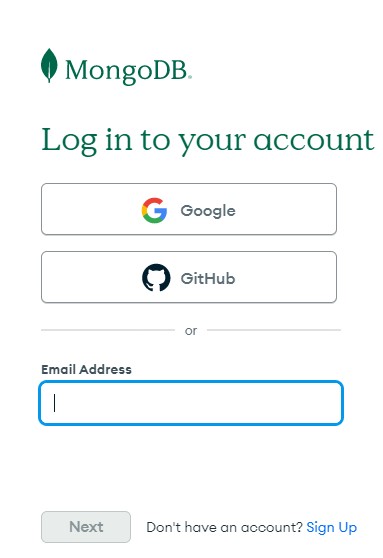 MongoDB.
Log in to your account
Google
GitHub
or
Email Address
Next Don't have an account? Sign Up